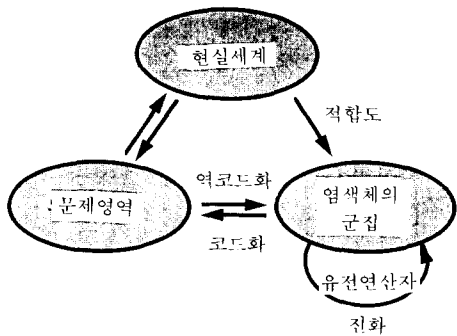 현실세계
적합도
역코드화
문제영역
염색체의
군집
코드화
유전연산자
진화